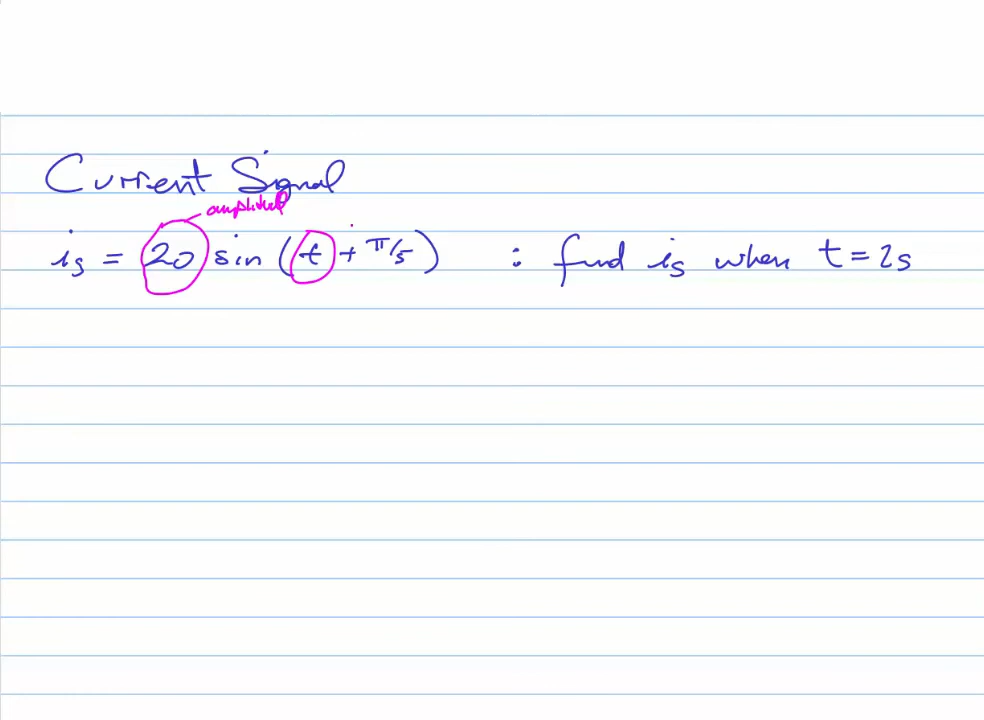 Current Signal
amplitude
is = 20 sin (t + π/5) : find is when t = 2s